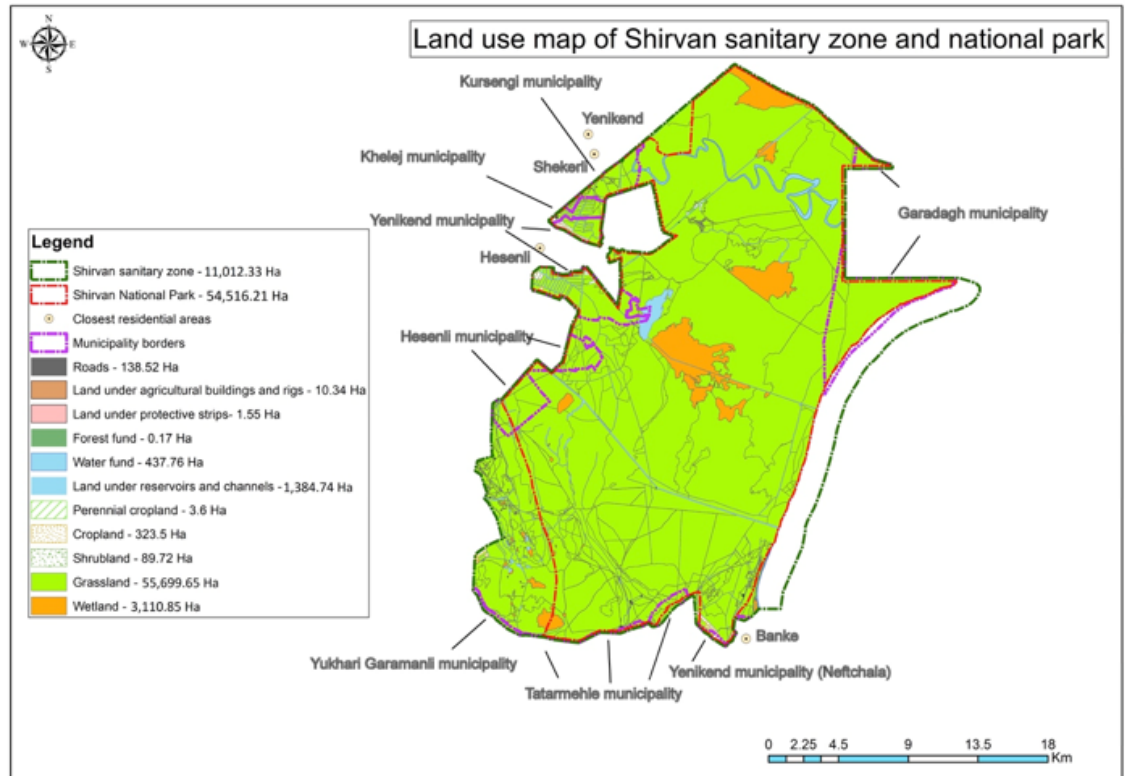 N
W E
S
Land use map of Shirvan sanitary zone and national park
Kursengi municipality
Yenikend
Khelej municipality
Shekerli
Yenikend municipality
Garadagh municipality
Hesenli
Hesenli municipality
Legend
Shirvan sanitary zone - 11,012.33 Ha
Shirvan National Park - 54,516.21 Ha
Closest residential areas
Municipality borders
Roads - 138.52 Ha
Land under agricultural buildings and rigs - 10.34 Ha
Land under protective strips- 1.55 Ha
Forest fund - 0.17 Ha
Water fund - 437.76 Ha
Land under reservoirs and channels -1,384.74 Ha
Perennial cropland - 3.6 Ha
Cropland - 323.5 Ha
Shrubland - 89.72 Ha
Grassland - 55,699.65 Ha
Wetland - 3,110.85 Ha
Banke
Yukhari Garamanli municipality
Yenikend municipality (Neftchala)
Tatarmehle municipality
0 2.25 4.5 9 13.5 18
Km